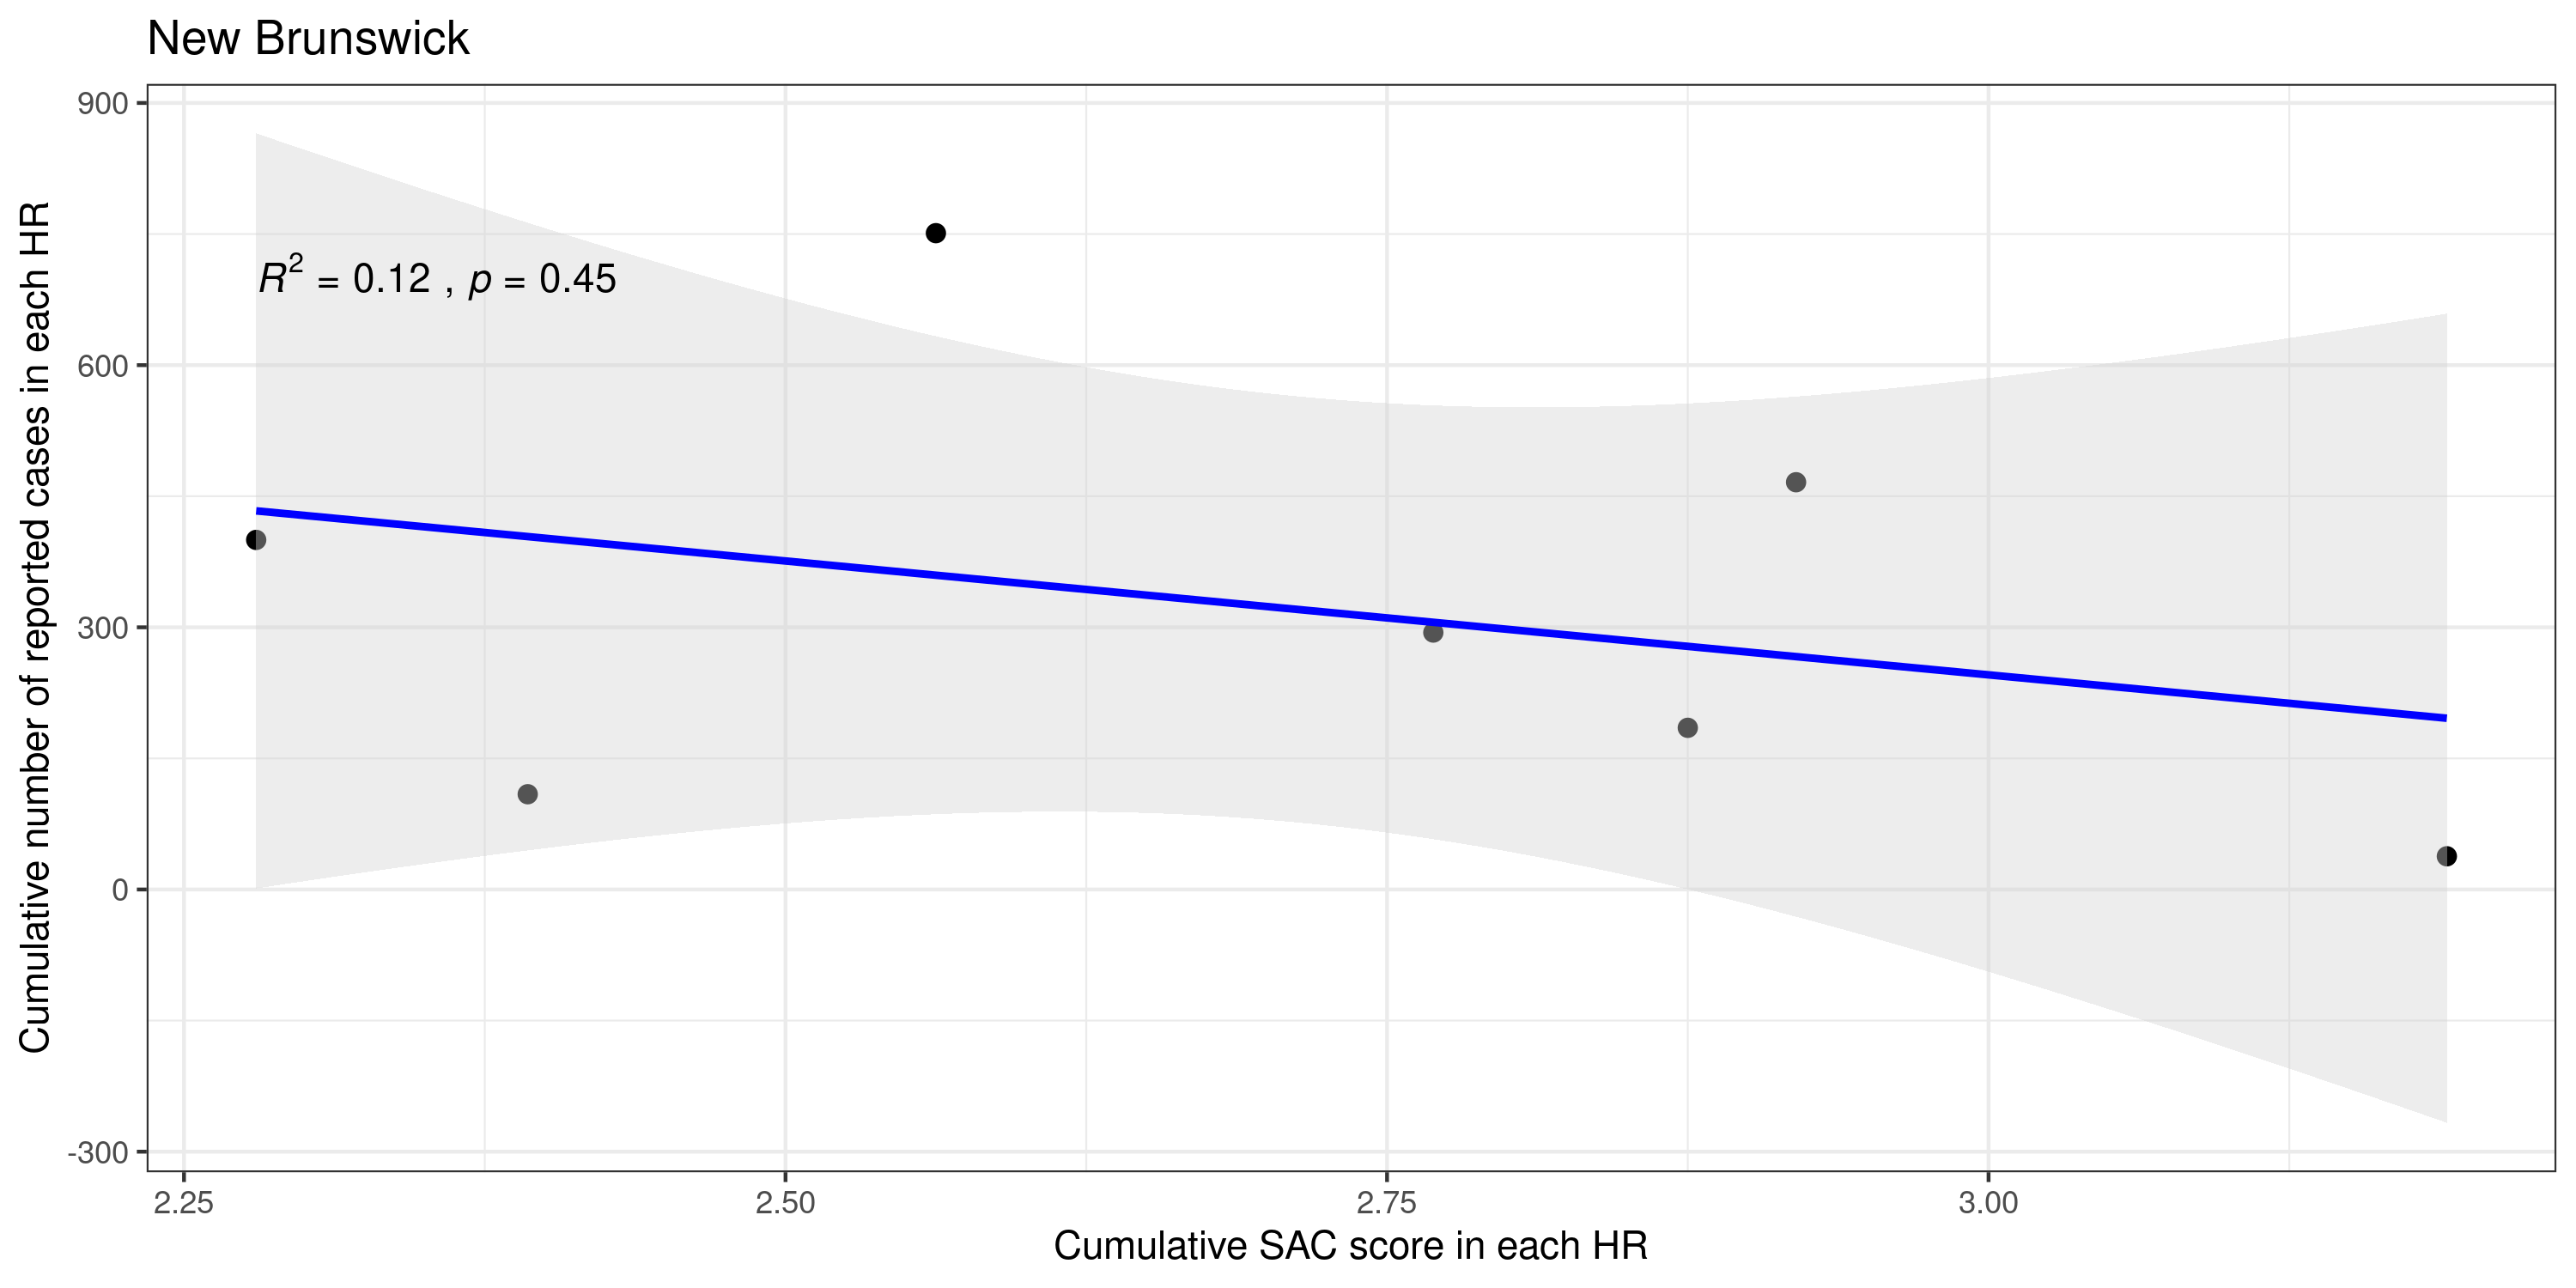 New Brunswick
900
600
300
0
-300
Cumulative number of reported cases in each HR
R² = 0.12 , p = 0.45
2.25 2.50 2.75 3.00
Cumulative SAC score in each HR